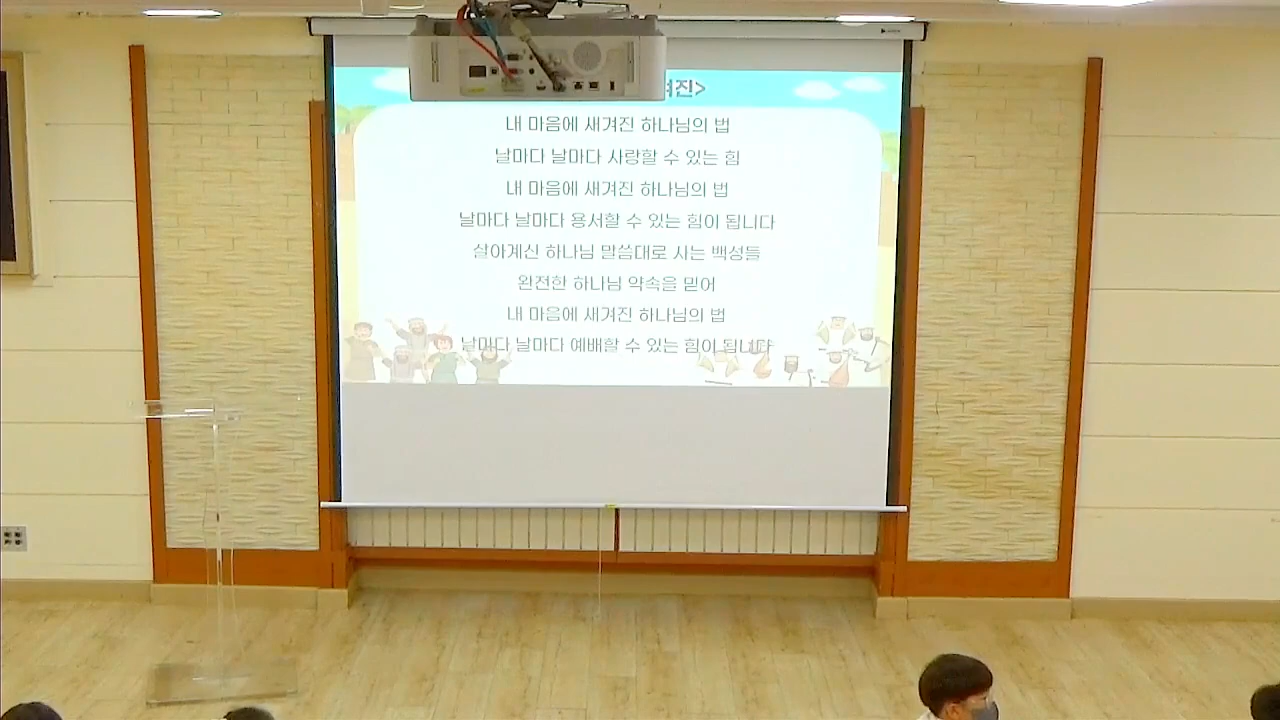 겨진>
내 마음에 새겨진 하나님의 법
날마다 날마다 사랑할 수 있는 힘
내 마음에 새겨진 하나님의 법
날마다 날마다 용서할 수 있는 힘이 됩니다
살아계신 하나님 말씀대로 사는 백성들
완전한 하나님 약속을 믿어
내 마음에 새겨진 하나님의 법
날마다 날마다 예배할 수 있는 힘이 됩니다